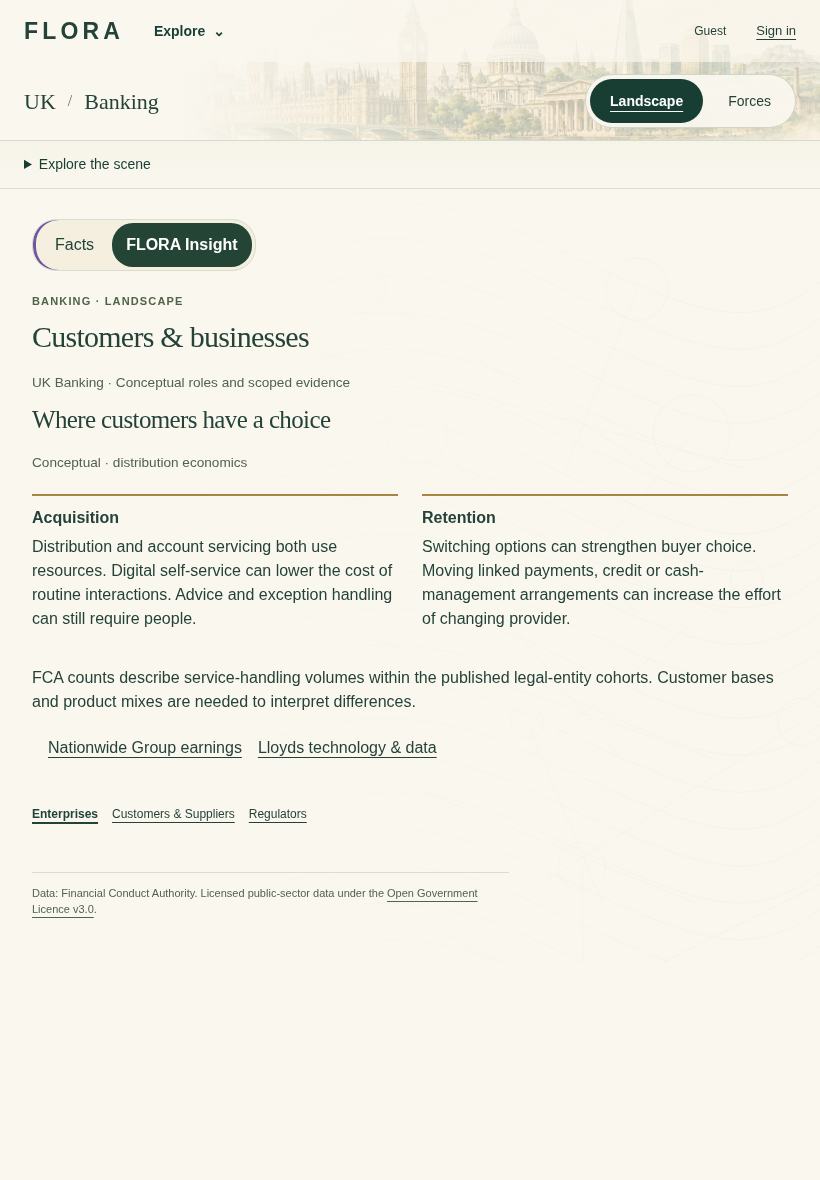 FLORA
Explore
Guest
Sign in
UK / Banking
Landscape
Forces
Explore the scene
Facts
FLORA Insight
BANKING · LANDSCAPE
Customers & businesses
UK Banking · Conceptual roles and scoped evidence
Where customers have a choice
Conceptual · distribution economics
Acquisition
Distribution and account servicing both use
resources. Digital self-service can lower the cost of
routine interactions. Advice and exception handling
can still require people.
Retention
Switching options can strengthen buyer choice.
Moving linked payments, credit or cash-
management arrangements can increase the effort
of changing provider.
FCA counts describe service-handling volumes within the published legal-entity cohorts. Customer bases
and product mixes are needed to interpret differences.
Nationwide Group earnings
Lloyds technology & data
Enterprises
Customers & Suppliers
Regulators
Data: Financial Conduct Authority. Licensed public-sector data under the Open Government
Licence v3.0.